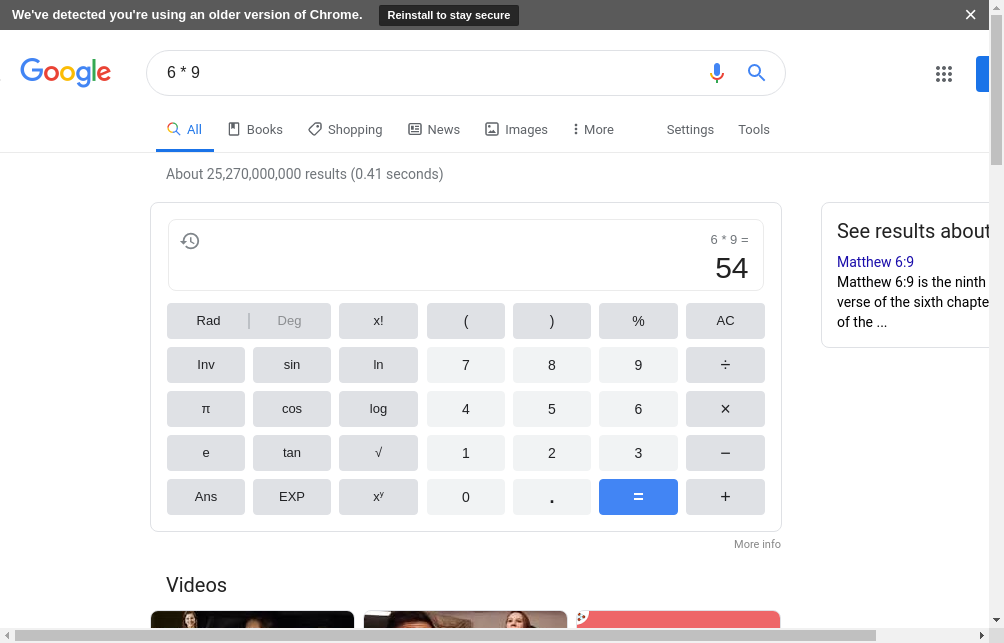 We've detected you're using an older version of Chrome. Reinstall to stay secure ×
Google
6 * 9
All Books Shopping News Images More Settings Tools
About 25,270,000,000 results (0.41 seconds)
6 * 9 =
54
Rad | Deg x! ( ) % AC
Inv sin ln 7 8 9 ÷
π cos log 4 5 6 ×
e tan √ 1 2 3 −
Ans EXP xʸ 0 . = +
More info
See results about
Matthew 6:9
Matthew 6:9 is the ninth
verse of the sixth chapte
of the ...
Videos